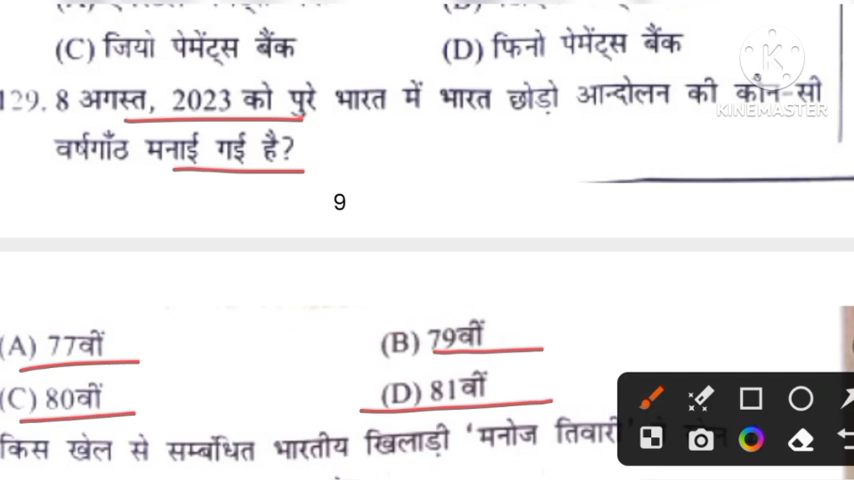 (C) जियो पेमेंट्स बैंक
(D) फिनो पेमेंट्स बैंक
129. 8 अगस्त, 2023 को पुरे भारत में भारत छोड़ो आन्दोलन की कौन-सी
KINEMASTER
वर्षगाँठ मनाई गई है?
9
(A) 77वीं
(B) 79वीं
(C) 80वीं
(D) 81वीं
किस खेल से सम्बंधित भारतीय खिलाड़ी 'मनोज तिवारी'